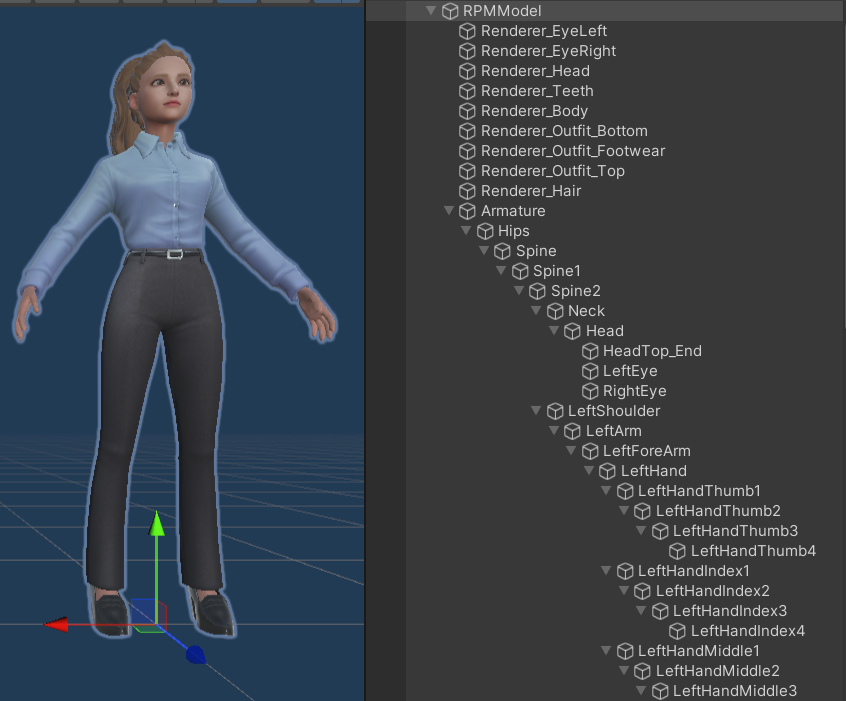 RPMModel
Renderer_EyeLeft
Renderer_EyeRight
Renderer_Head
Renderer_Teeth
Renderer_Body
Renderer_Outfit_Bottom
Renderer_Outfit_Footwear
Renderer_Outfit_Top
Renderer_Hair
Armature
Hips
Spine
Spine1
Spine2
Neck
Head
HeadTop_End
LeftEye
RightEye
LeftShoulder
LeftArm
LeftForeArm
LeftHand
LeftHandThumb1
LeftHandThumb2
LeftHandThumb3
LeftHandThumb4
LeftHandIndex1
LeftHandIndex2
LeftHandIndex3
LeftHandIndex4
LeftHandMiddle1
LeftHandMiddle2
LeftHandMiddle3